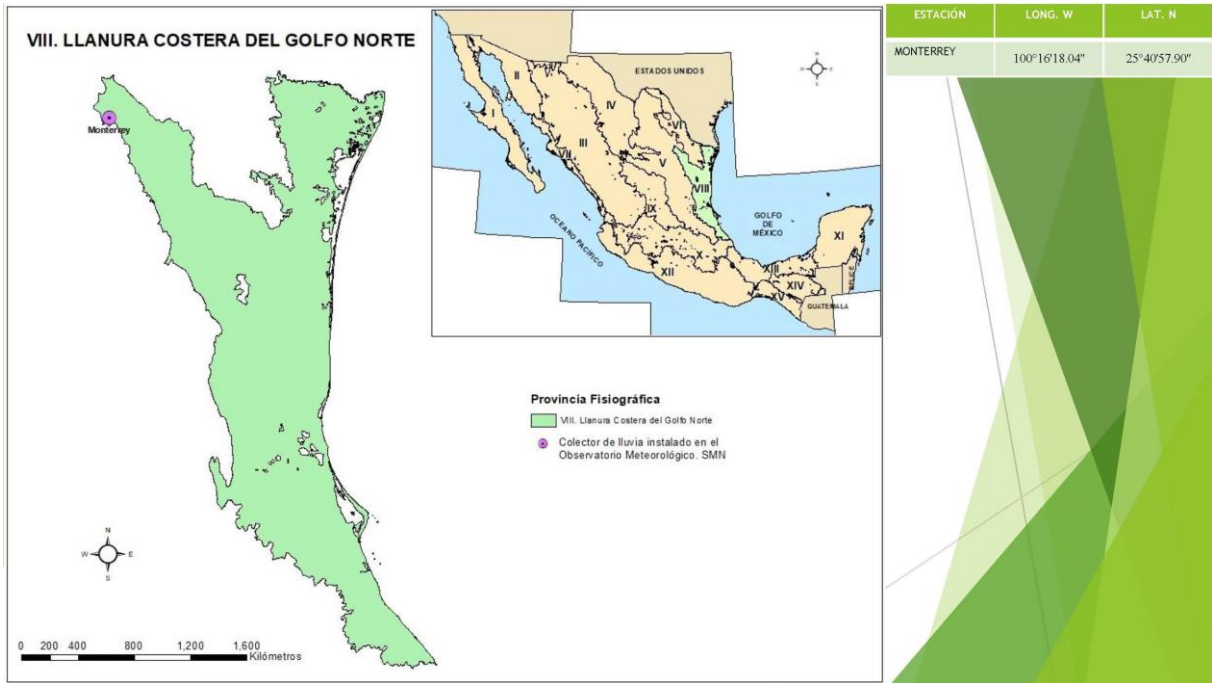 VIII. LLANURA COSTERA DEL GOLFO NORTE
Monterrey
N
W E
S
0 200 400 800 1,200 1,600
Kilómetros
ESTADOS UNIDOS
I
II
III
IV
V
VI
VII
VIII
IX
X
XI
XII
XIII
XIV
XV
GOLFO
DE
MÉXICO
OCEANO PACÍFICO
BELICE
GUATEMALA
Provincia Fisiográfica
VIII. Llanura Costera del Golfo Norte
Colector de lluvia instalado en el
Observatorio Meteorológico. SMN
ESTACIÓN LONG. W LAT. N
MONTERREY 100°16'18.04" 25°40'57.90"